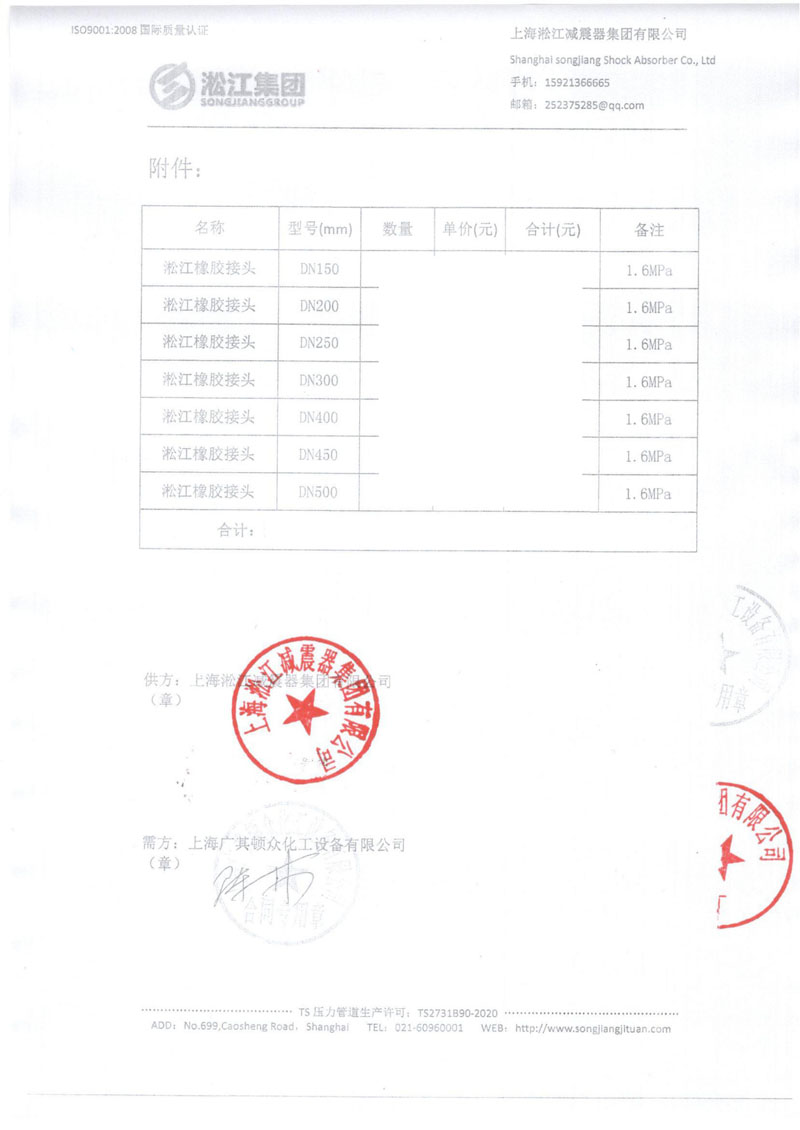 ISO9001:2008 国际质量认证
上海淞江减震器集团有限公司
Shanghai songjiang Shock Absorber Co., Ltd
手机：15921366665
邮箱：252375285@qq.com
淞江集团
SONGJIANGGROUP
附件：
名称 型号(mm) 数量 单价(元) 合计(元) 备注
淞江橡胶接头 DN150 1.6MPa
淞江橡胶接头 DN200 1.6MPa
淞江橡胶接头 DN250 1.6MPa
淞江橡胶接头 DN300 1.6MPa
淞江橡胶接头 DN400 1.6MPa
淞江橡胶接头 DN450 1.6MPa
淞江橡胶接头 DN500 1.6MPa
合计：
工设备有限
用章
供方：上海淞江减震器集团有限公司
（章）
上海淞江减震器集团有限公司
团有限公司
需方：上海广其顿众化工设备有限公司
（章）
合同专用章
TS 压力管道生产许可：TS2731B90-2020
ADD：No.699,Caosheng Road，Shanghai TEL：021-60960001 WEB：http://www.songjiangjituan.com